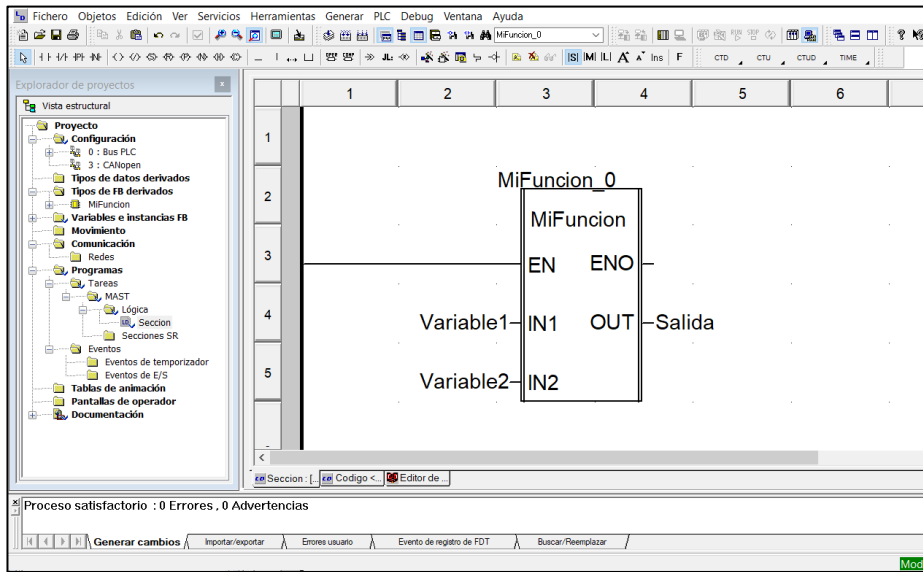 Fichero Objetos Edición Ver Servicios Herramientas Generar PLC Debug Ventana Ayuda
MiFuncion_0
IS IM IL A A Ins F CTD CTU CTUD TIME
Explorador de proyectos x
Vista estructural
Proyecto
Configuración
0 : Bus PLC
3 : CANopen
Tipos de datos derivados
Tipos de FB derivados
MiFuncion
Variables e instancias FB
Movimiento
Comunicación
Redes
Programas
Tareas
MAST
Lógica
Seccion
Secciones SR
Eventos
Eventos de temporizador
Eventos de E/S
Tablas de animación
Pantallas de operador
Documentación
1 2 3 4 5 6
1
2
3
4
5
MiFuncion_0
MiFuncion
EN ENO
Variable1 IN1 OUT Salida
Variable2 IN2
Seccion : [... Codigo <... Editor de ...
Proceso satisfactorio : 0 Errores , 0 Advertencias
Generar cambios Importar/exportar Errores usuario Evento de registro de FDT Buscar/Reemplazar
Mod